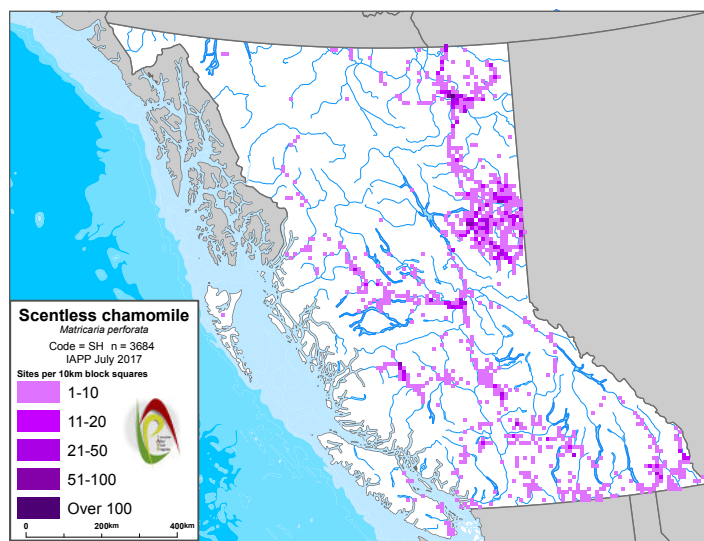 Scentless chamomile
Matricaria perforata
Code = SH n = 3684
IAPP July 2017
Sites per 10km block squares
1-10
11-20
21-50
51-100
Over 100
0 200km 400km